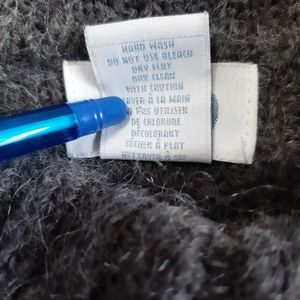 HAND WASH
DO NOT USE BLEACH
DRY FLAT
DRY CLEAN
WITH CAUTION
À LA MAIN
PAS UTILISER
DE CHLORURE
DÉCOLORANT
SÉCHER À PLAT
À SEC